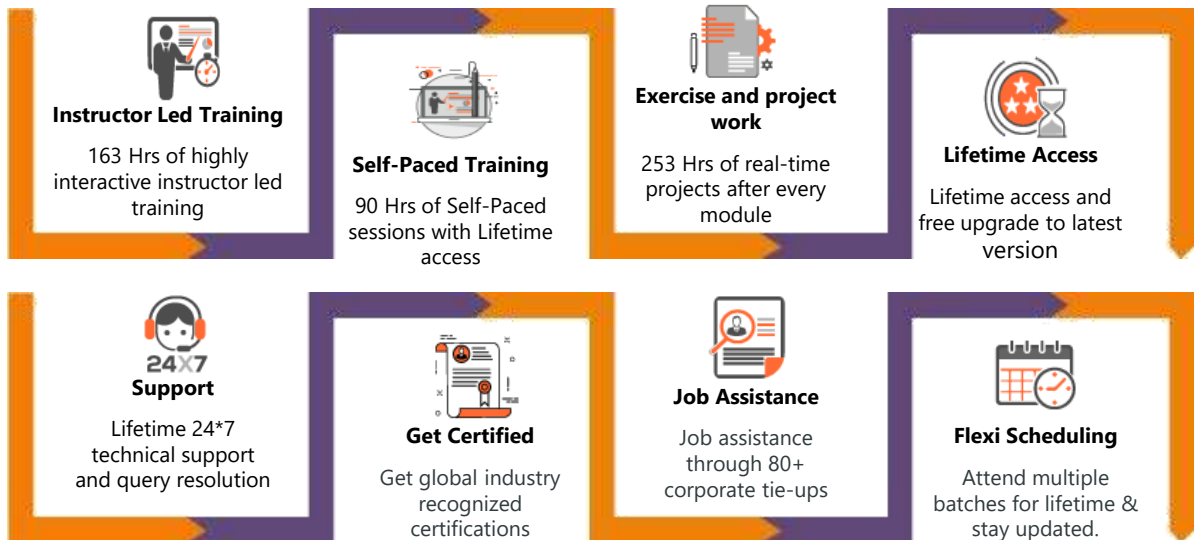 Instructor Led Training
163 Hrs of highly
interactive instructor led
training
Self-Paced Training
90 Hrs of Self-Paced
sessions with Lifetime
access
Exercise and project
work
253 Hrs of real-time
projects after every
module
Lifetime Access
Lifetime access and
free upgrade to latest
version
24X7
Support
Lifetime 24*7
technical support
and query resolution
Get Certified
Get global industry
recognized
certifications
Job Assistance
Job assistance
through 80+
corporate tie-ups
Flexi Scheduling
Attend multiple
batches for lifetime &
stay updated.